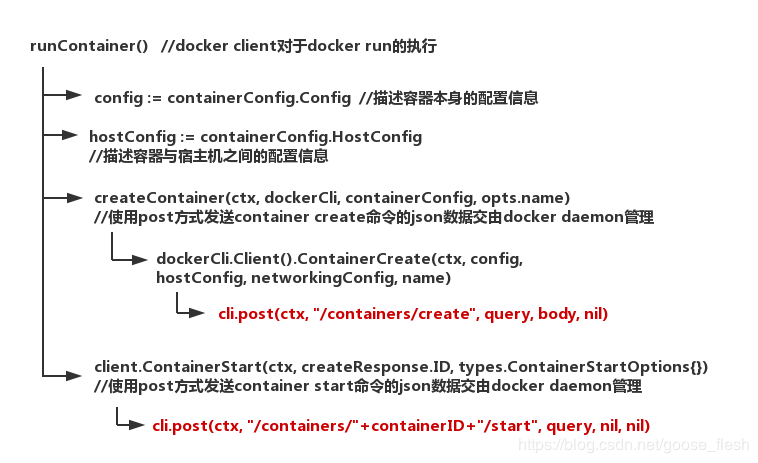 runContainer()   //docker client对于docker run的执行
config := containerConfig.Config  //描述容器本身的配置信息
hostConfig := containerConfig.HostConfig
//描述容器与宿主机之间的配置信息
createContainer(ctx, dockerCli, containerConfig, opts.name)
//使用post方式发送container create命令的json数据交由docker daemon管理
dockerCli.Client().ContainerCreate(ctx, config,
hostConfig, networkingConfig, name)
cli.post(ctx, "/containers/create", query, body, nil)
client.ContainerStart(ctx, createResponse.ID, types.ContainerStartOptions{})
//使用post方式发送container start命令的json数据交由docker daemon管理
cli.post(ctx, "/containers/"+containerID+"/start", query, nil, nil)
https://blog.csdn.net/goose_flesh